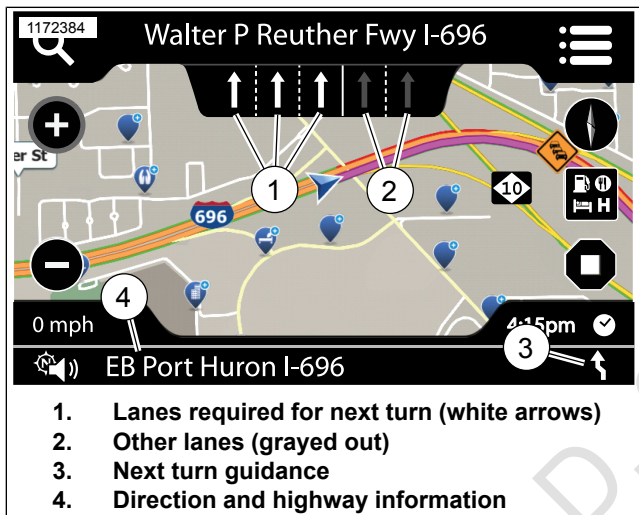 1172384
Walter P Reuther Fwy I-696
er St
1
2
10
H
696
4
0 mph
4:15pm
3
EB Port Huron I-696
1. Lanes required for next turn (white arrows)
2. Other lanes (grayed out)
3. Next turn guidance
4. Direction and highway information